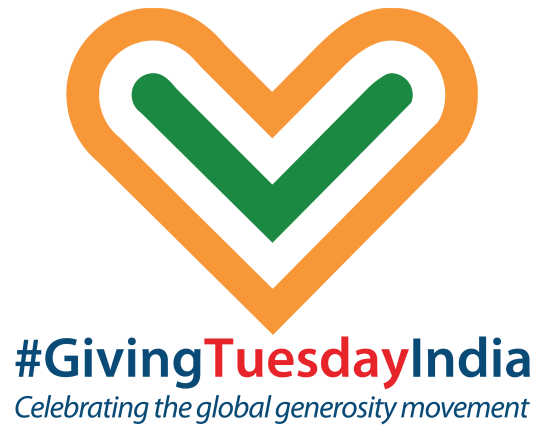 #GivingTuesdayIndia
Celebrating the global generosity movement